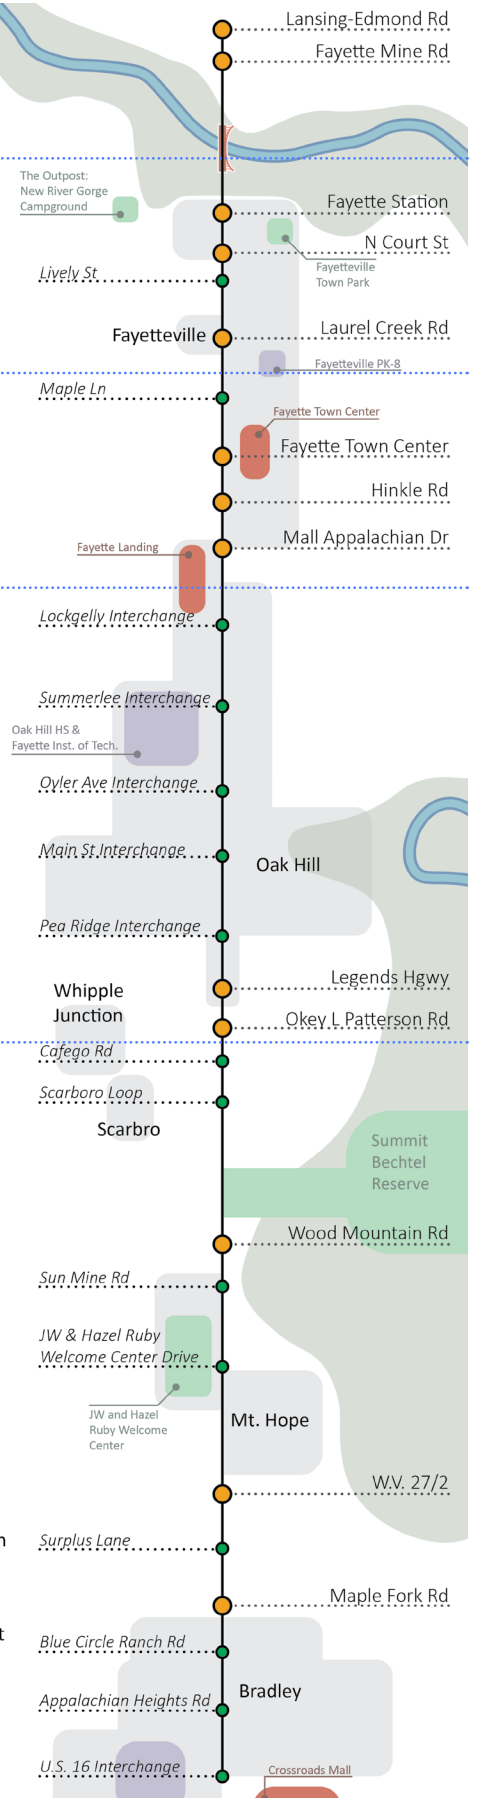 Lansing-Edmond Rd
Fayette Mine Rd
The Outpost:
New River Gorge
Campground
Fayette Station
N Court St
Lively St
Fayetteville
Town Park
Fayetteville
Laurel Creek Rd
Fayetteville PK-8
Maple Ln
Fayette Town Center
Fayette Town Center
Hinkle Rd
Mall Appalachian Dr
Fayette Landing
Lockgelly Interchange
Summerlee Interchange
Oak Hill HS &
Fayette Inst. of Tech.
Oyler Ave Interchange
Main St Interchange
Oak Hill
Pea Ridge Interchange
Legends Hgwy
Whipple
Junction
Okey L Patterson Rd
Cafego Rd
Scarboro Loop
Scarbro
Summit
Bechtel
Reserve
Wood Mountain Rd
Sun Mine Rd
JW & Hazel Ruby
Welcome Center Drive
JW and Hazel
Ruby Welcome
Center
Mt. Hope
W.V. 27/2
Surplus Lane
Maple Fork Rd
Blue Circle Ranch Rd
Bradley
Appalachian Heights Rd
U.S. 16 Interchange
Crossroads Mall